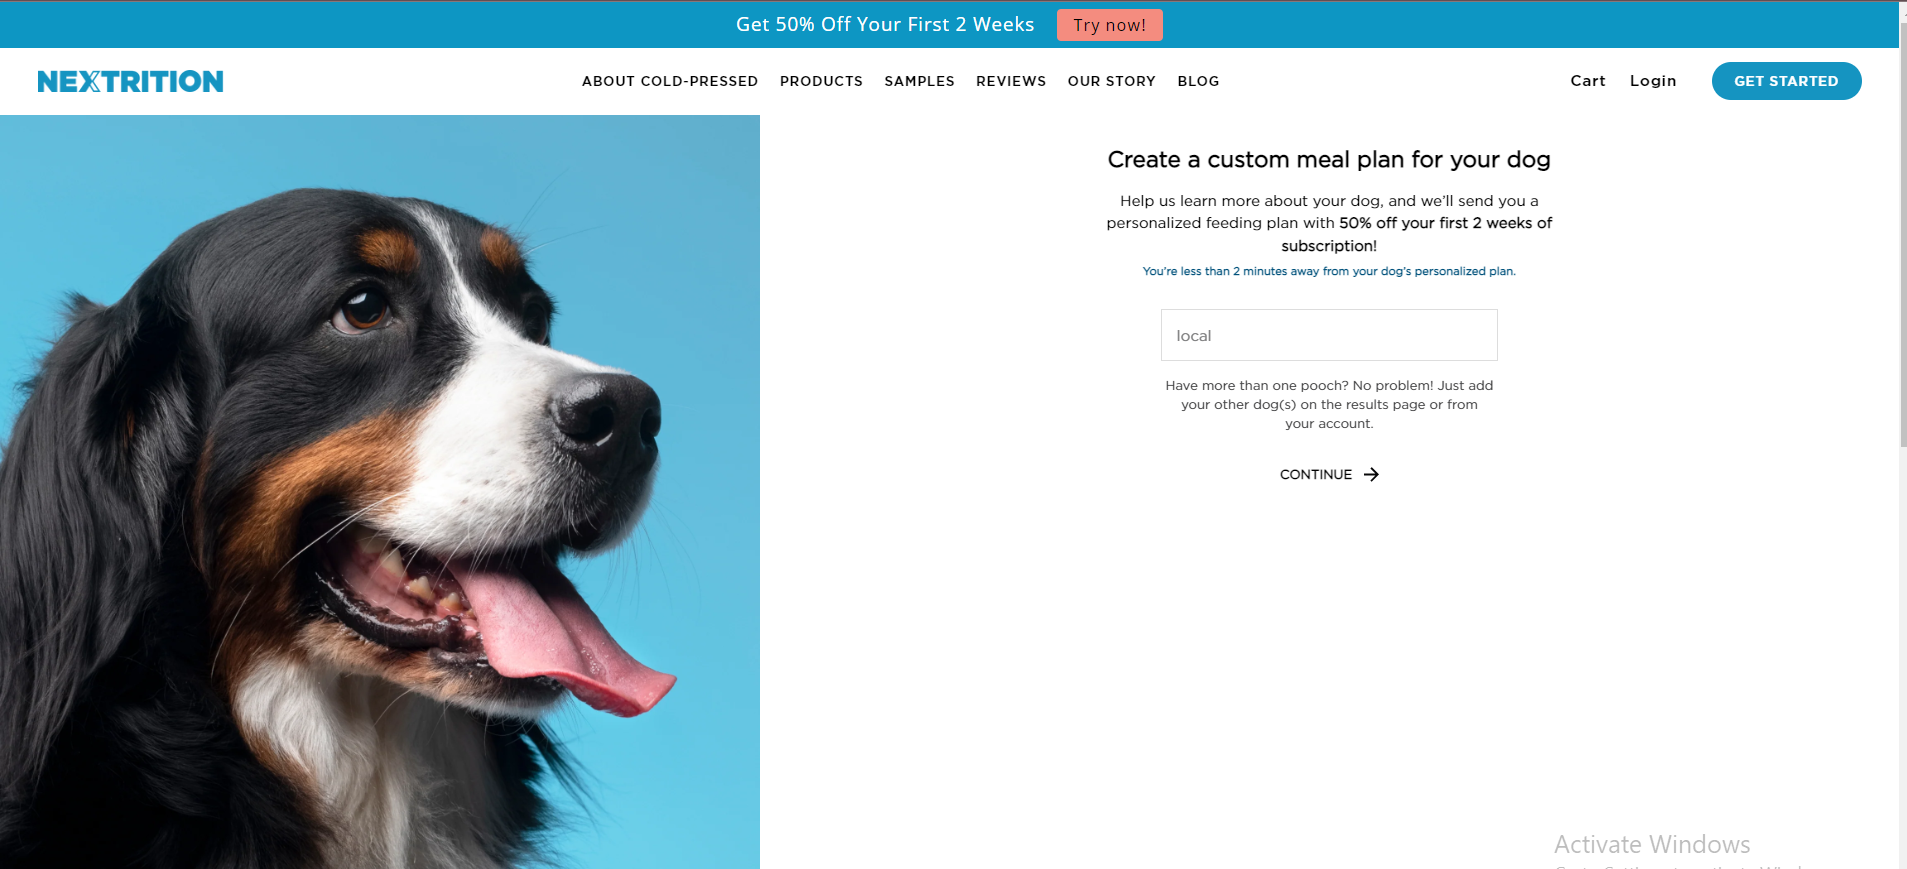 Get 50% Off Your First 2 Weeks Try now!
NEXTRITION ABOUT COLD-PRESSED PRODUCTS SAMPLES REVIEWS OUR STORY BLOG Cart Login GET STARTED
Create a custom meal plan for your dog
Help us learn more about your dog, and we’ll send you a
personalized feeding plan with 50% off your first 2 weeks of
subscription!
You’re less than 2 minutes away from your dog’s personalized plan.
local
Have more than one pooch? No problem! Just add
your other dog(s) on the results page or from
your account.
CONTINUE
Activate Windows